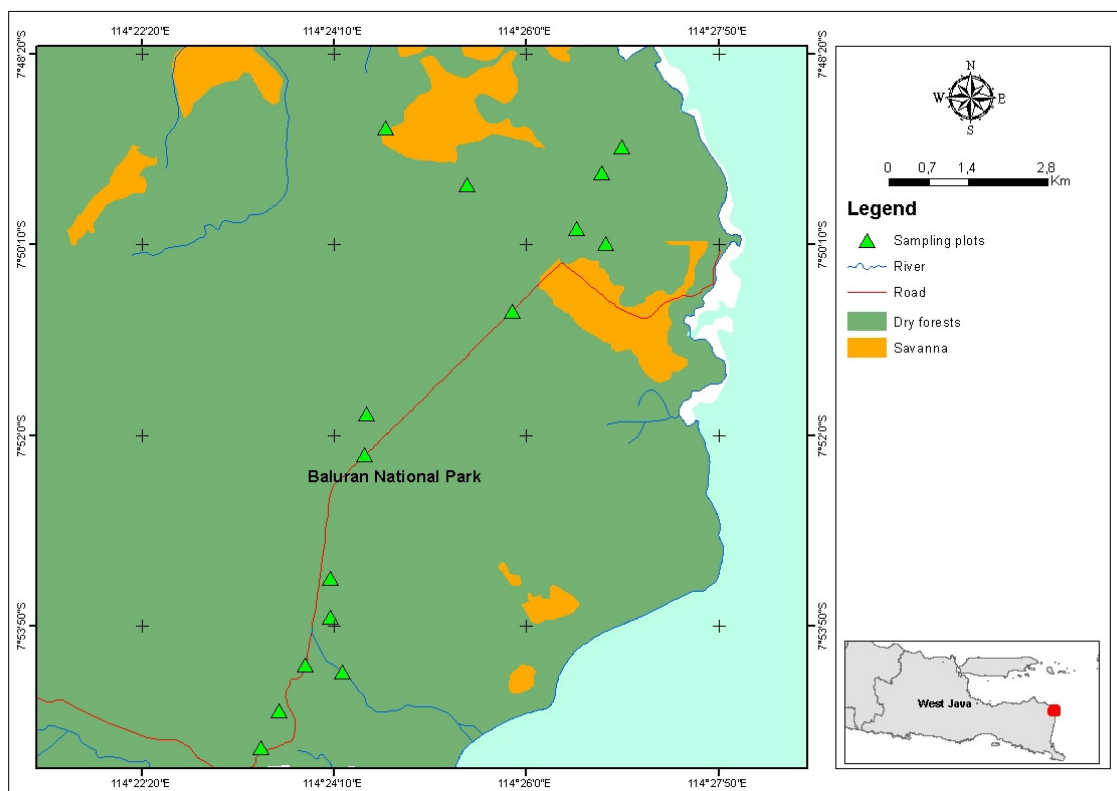 114°22'20"E 114°24'10"E 114°26'0"E 114°27'50"E
7°48'20"S 7°48'20"S
7°50'10"S 7°50'10"S
7°52'0"S 7°52'0"S
7°53'50"S 7°53'50"S
Baluran National Park
114°22'20"E 114°24'10"E 114°26'0"E 114°27'50"E
N
W E
S
0 0,7 1,4 2,8
Km
Legend
Sampling plots
River
Road
Dry forests
Savanna
West Java